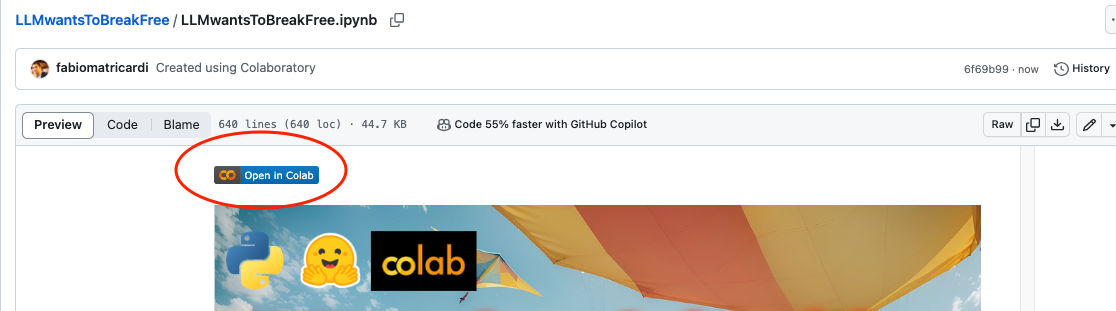 LLMwantsToBreakFree / LLMwantsToBreakFree.ipynb
fabiomatricardi Created using Colaboratory 6f69b99 · now History
Preview Code Blame 640 lines (640 loc) · 44.7 KB Code 55% faster with GitHub Copilot Raw
Open in Colab
colab